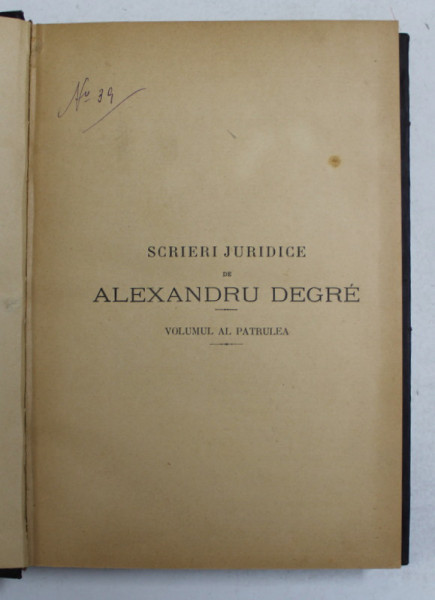 No 39
SCRIERI JURIDICE
DE
ALEXANDRU DEGRÉ
VOLUMUL AL PATRULEA